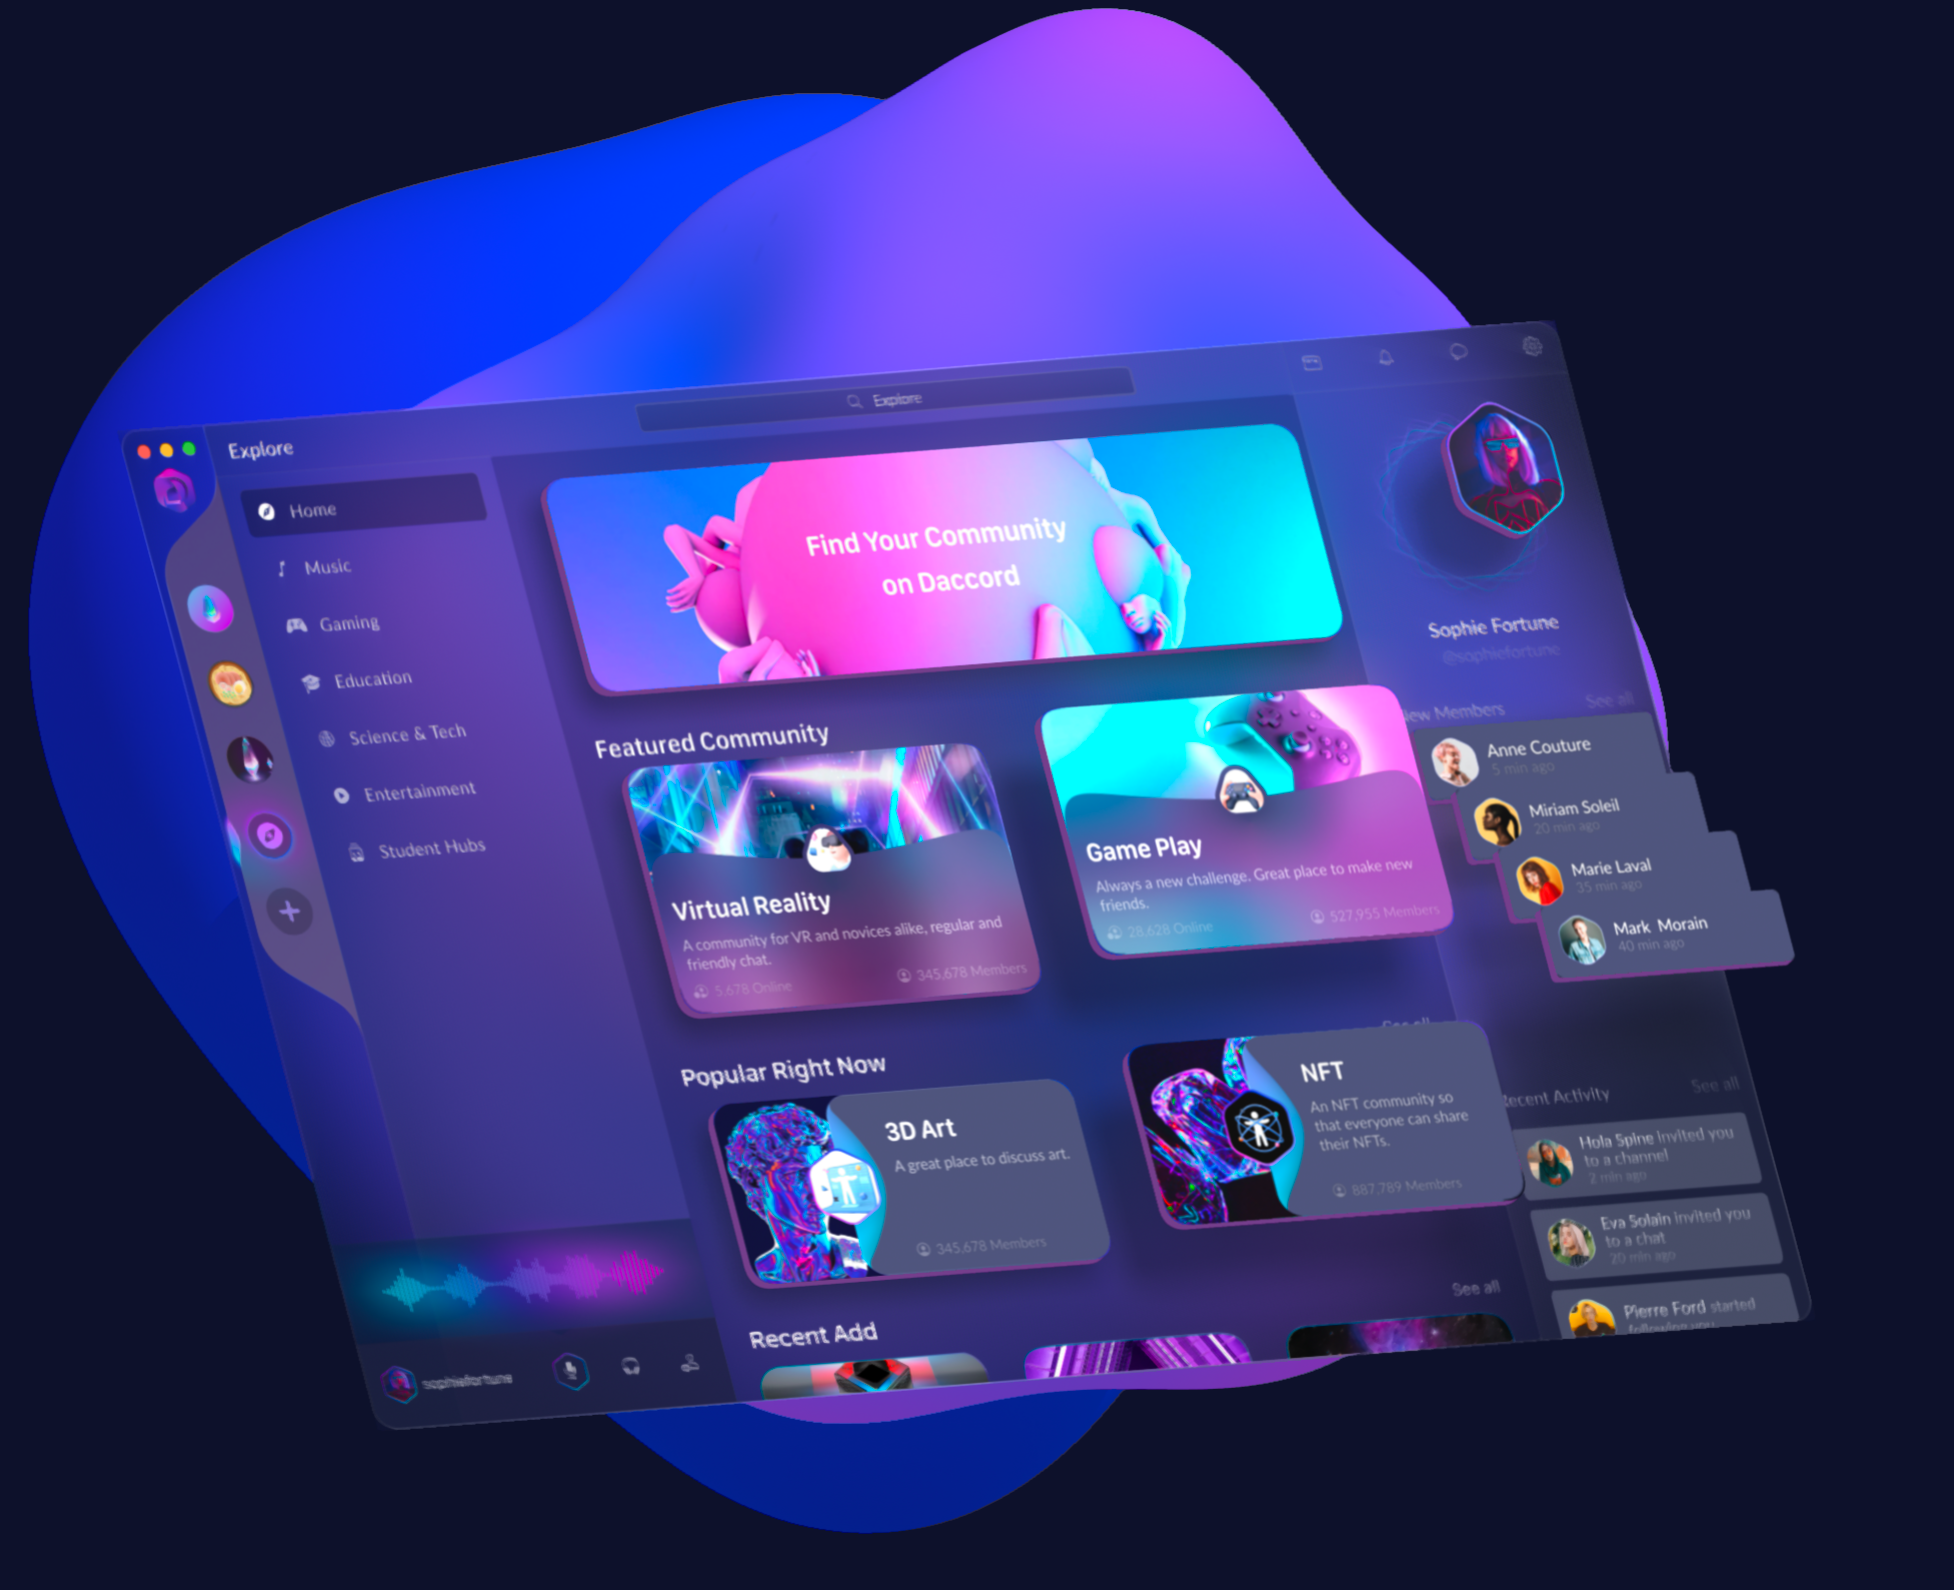 Explore
Explore
Home
Music
Gaming
Education
Science & Tech
Entertainment
Student Hubs
sophiefortune
Find Your Community
on Daccord
Featured Community
Virtual Reality
A community for VR and novices alike, regular and
friendly chat.
5,678 Online
345,678 Members
Game Play
Always a new challenge. Great place to make new
friends.
28,628 Online
527,955 Members
Popular Right Now
See all
3D Art
A great place to discuss art.
345,678 Members
NFT
An NFT community so
that everyone can share
their NFTs.
887,789 Members
Recent Add
See all
Sophie Fortune
@sophiefortune
New Members
See all
Anne Couture
5 min ago
Miriam Soleil
20 min ago
Marie Laval
35 min ago
Mark Morain
40 min ago
Recent Activity
See all
Hola Spine invited you
to a channel
2 min ago
Eva Solain invited you
to a chat
20 min ago
Pierre Ford started
following you